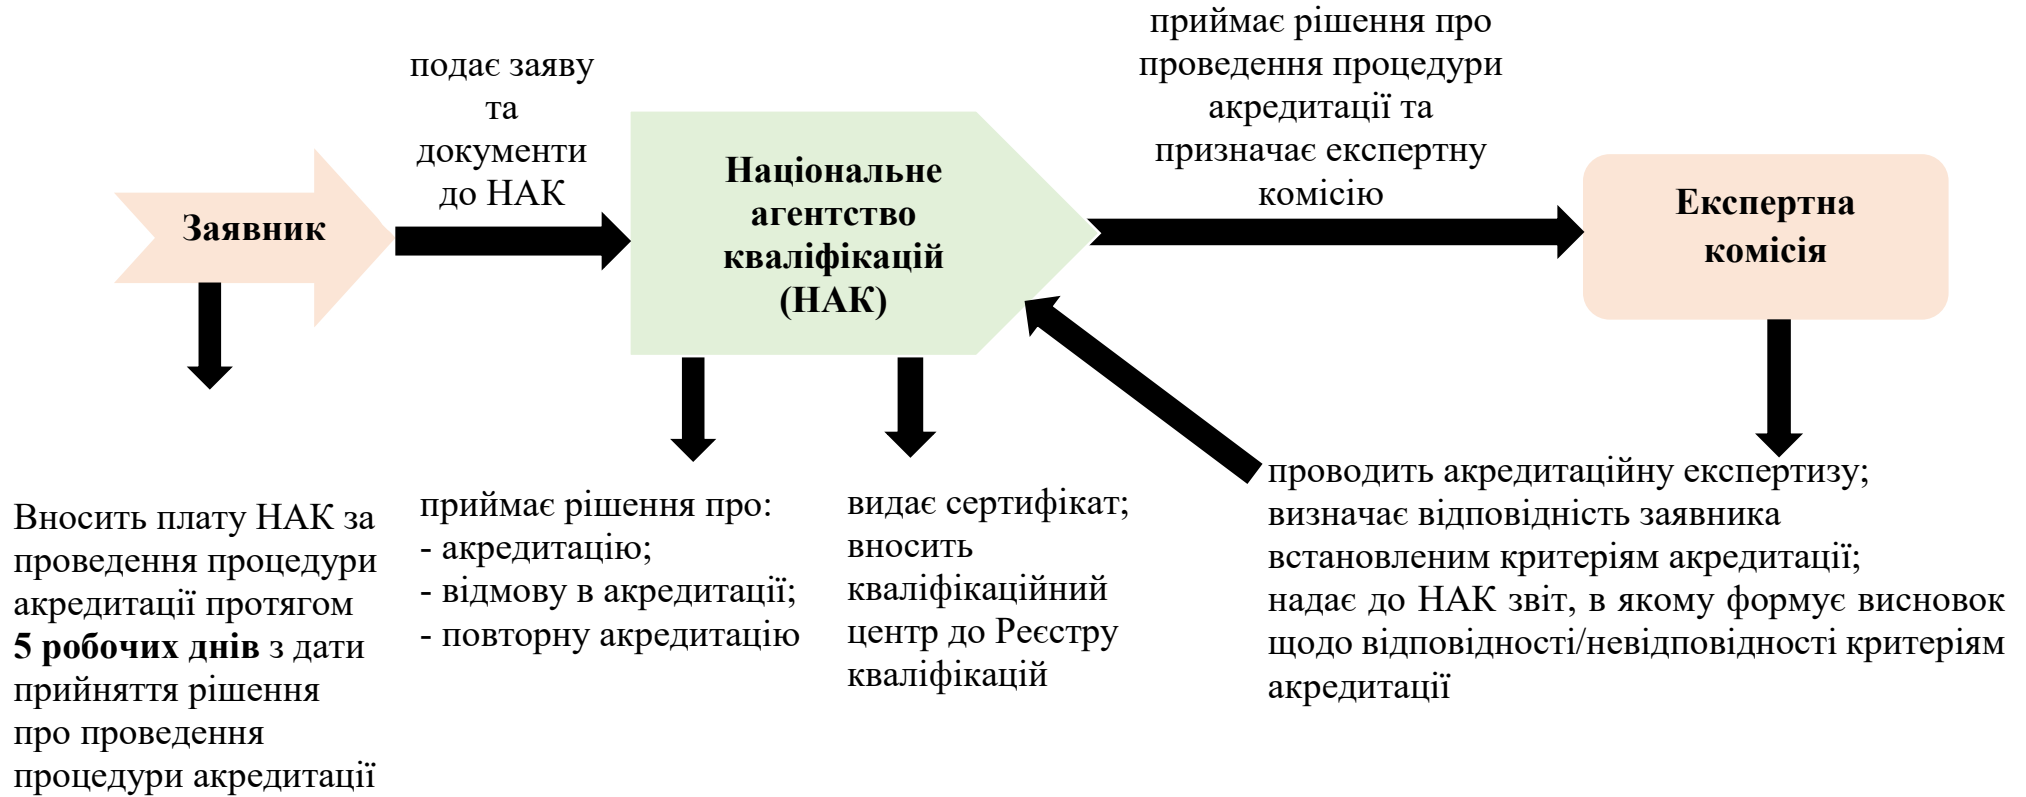 подає заяву
та
документи
до НАК
приймає рішення про
проведення процедури
акредитації та
призначає експертну
комісію
Заявник
Національне
агентство
кваліфікацій
(НАК)
Експертна
комісія
Вносить плату НАК за
проведення процедури
акредитації протягом
5 робочих днів з дати
прийняття рішення
про проведення
процедури акредитації
приймає рішення про:
- акредитацію;
- відмову в акредитації;
- повторну акредитацію
видає сертифікат;
вносить
кваліфікаційний
центр до Реєстру
кваліфікацій
проводить акредитаційну експертизу;
визначає відповідність заявника
встановленим критеріям акредитації;
надає до НАК звіт, в якому формує висновок
щодо відповідності/невідповідності критеріям
акредитації